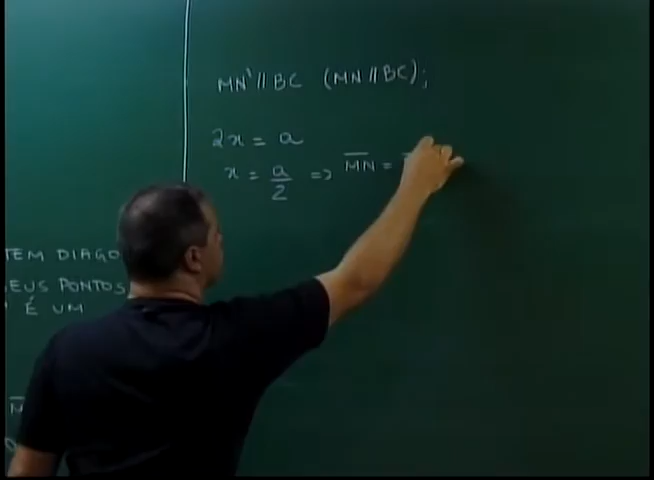 TEM DIAGO
EUS PONTOS
É UM
MN' // BC (MN // BC);
2x = a
x = a/2 => MN =